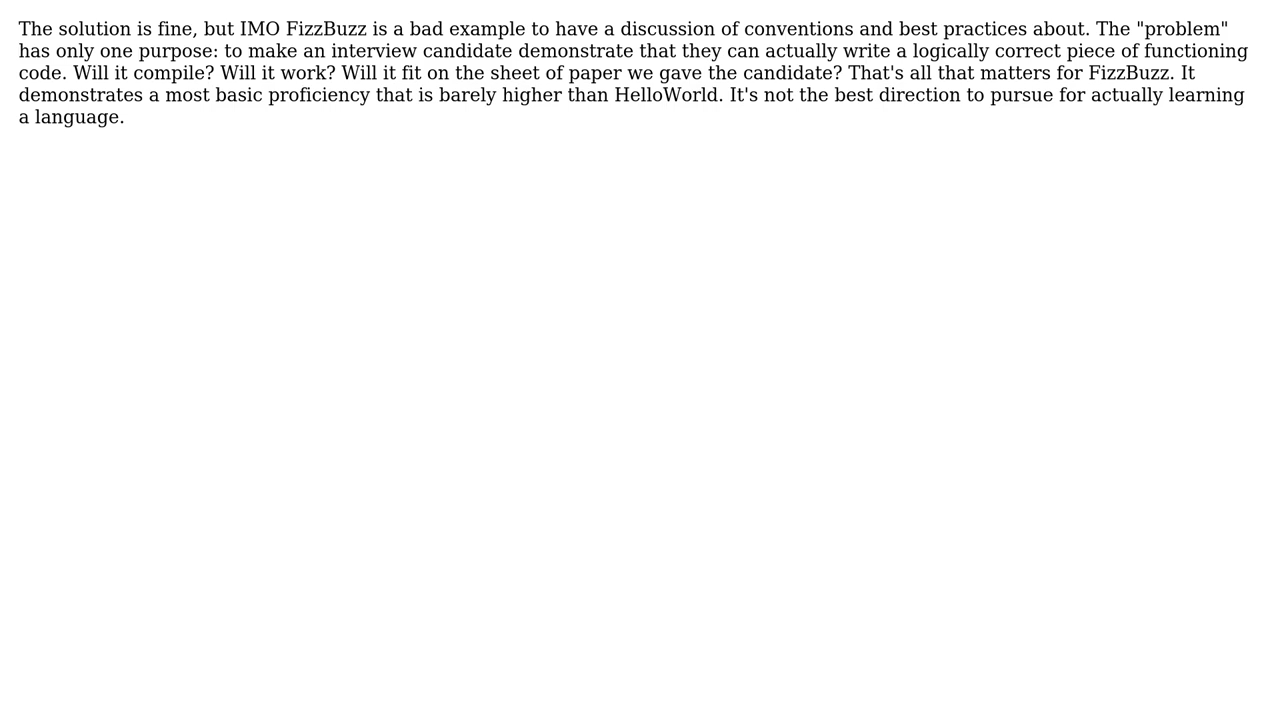 The solution is fine, but IMO FizzBuzz is a bad example to have a discussion of conventions and best practices about. The "problem"
has only one purpose: to make an interview candidate demonstrate that they can actually write a logically correct piece of functioning
code. Will it compile? Will it work? Will it fit on the sheet of paper we gave the candidate? That's all that matters for FizzBuzz. It
demonstrates a most basic proficiency that is barely higher than HelloWorld. It's not the best direction to pursue for actually learning
a language.